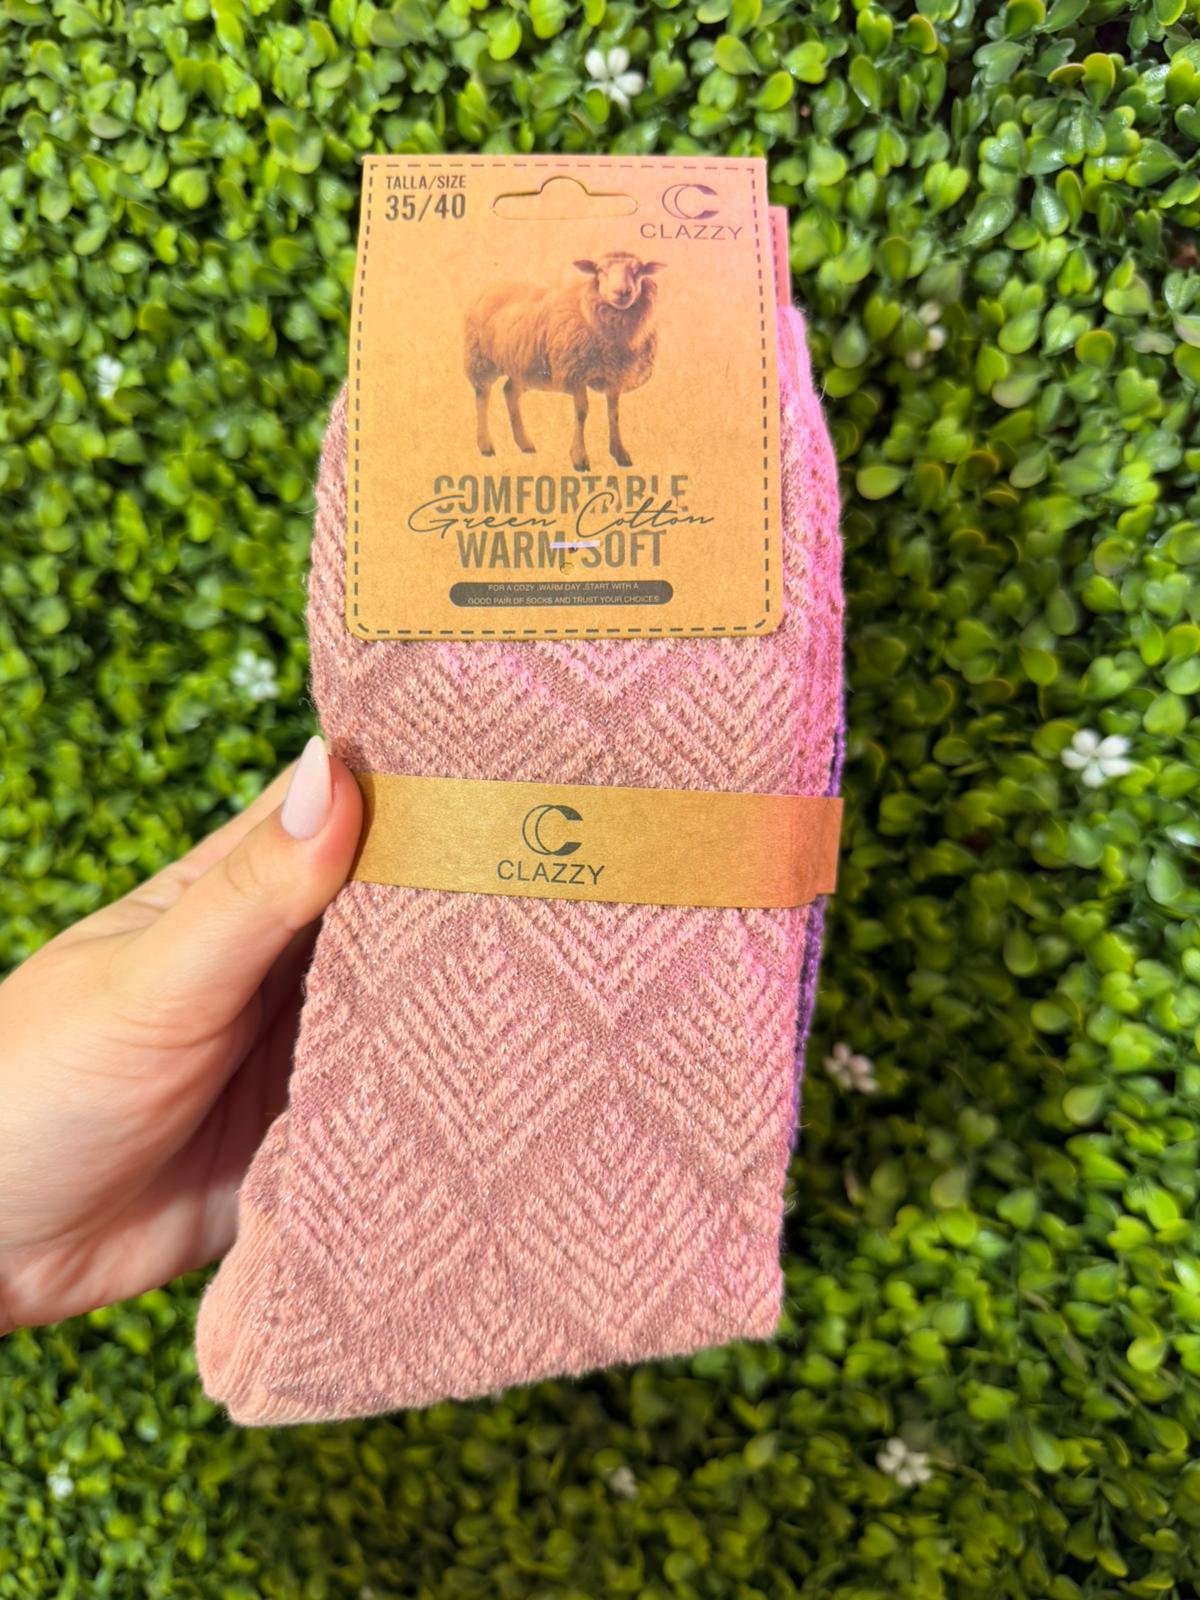 TALLA/SIZE
35/40
CLAZZY
COMFORTABLE
Green Cotton
WARM SOFT
FOR A COZY ,WARM DAY ,START WITH A
GOOD PAIR OF SOCKS AND TRUST YOUR CHOICES
CLAZZY